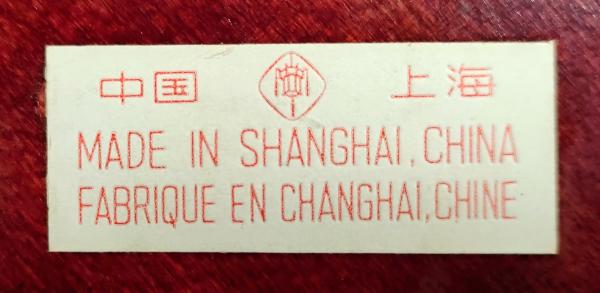 中国 上海
MADE IN SHANGHAI, CHINA
FABRIQUE EN CHANGHAI, CHINE